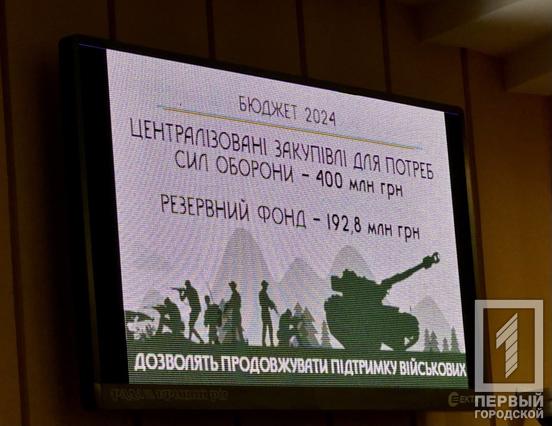 БЮДЖЕТ 2024
ЦЕНТРАЛІЗОВАНІ ЗАКУПІВЛІ ДЛЯ ПОТРЕБ
СИЛ ОБОРОНИ – 400 МЛН ГРН
РЕЗЕРВНИЙ ФОНД – 192,8 МЛН ГРН
ДОЗВОЛЯТЬ ПРОДОВЖУВАТИ ПІДТРИМКУ ВІЙСЬКОВИХ
1
ПЕРВЫЙ
ГОРОДСКОЙ